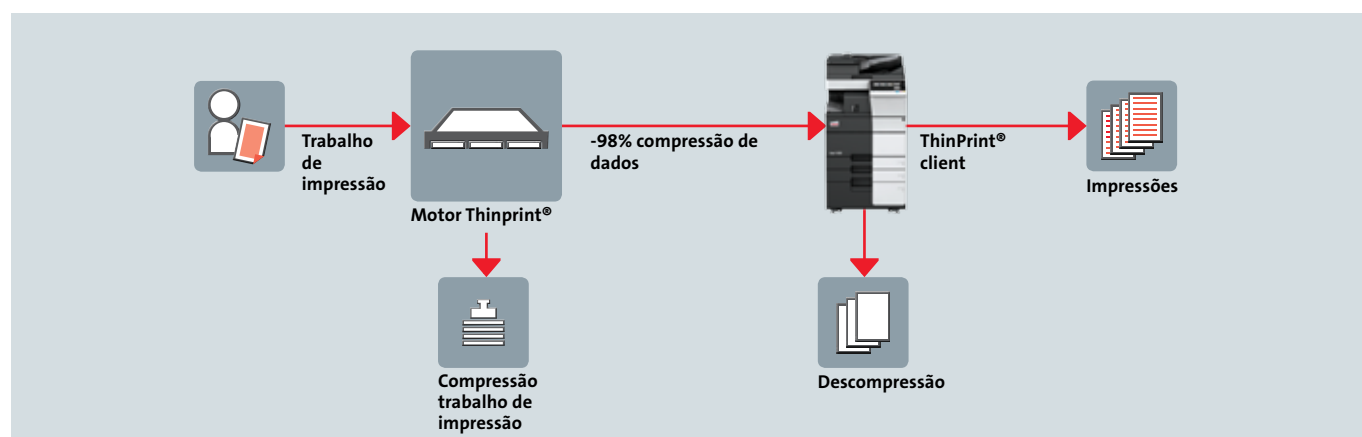 Trabalho
de
impressão
Motor Thinprint®
-98% compressão de
dados
ThinPrint®
client
Impressões
Compressão
trabalho de
impressão
Descompressão